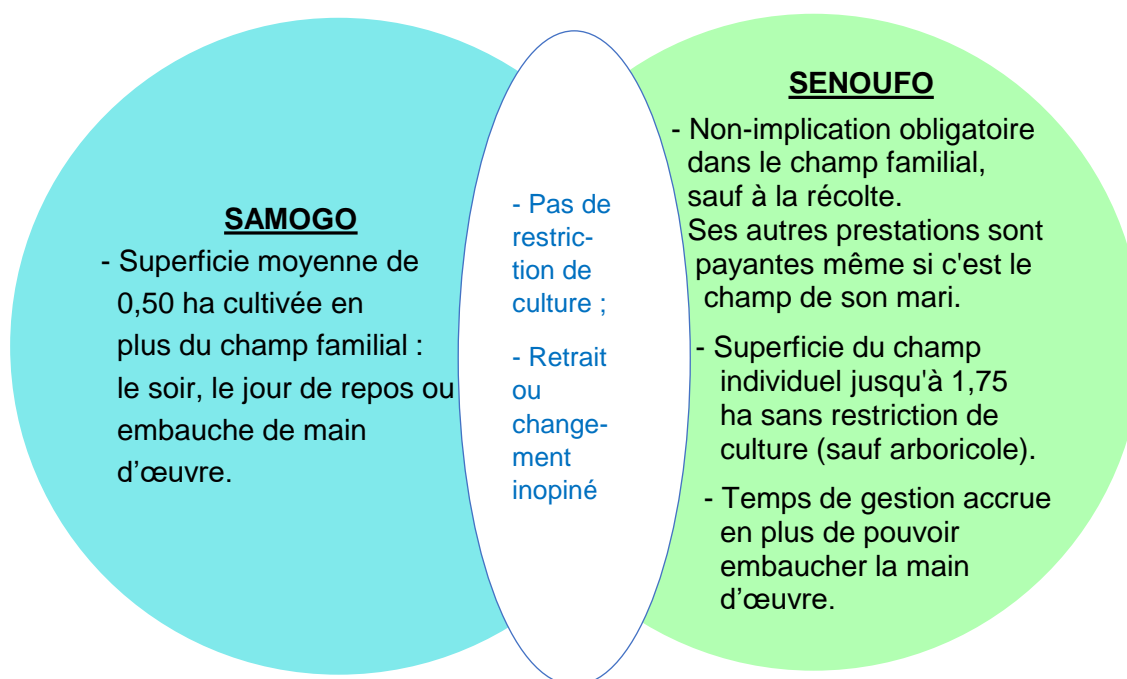 SAMOGO
- Superficie moyenne de
0,50 ha cultivée en
plus du champ familial :
le soir, le jour de repos ou
embauche de main
d’œuvre.
- Pas de
restric-
tion de
culture ;
- Retrait
ou
change-
ment
inopiné
SENOUFO
- Non-implication obligatoire
dans le champ familial,
sauf à la récolte.
Ses autres prestations sont
payantes même si c'est le
champ de son mari.
- Superficie du champ
individuel jusqu'à 1,75
ha sans restriction de
culture (sauf arboricole).
- Temps de gestion accrue
en plus de pouvoir
embaucher la main
d’œuvre.